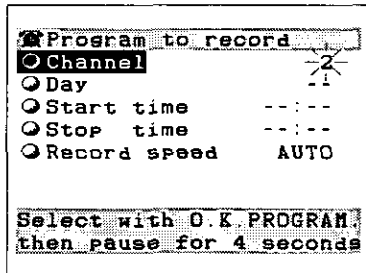 Program to record
Channel 2
Day --
Start time --:--
Stop time --:--
Record speed AUTO
Select with O.K.PROGRAM,
then pause for 4 seconds